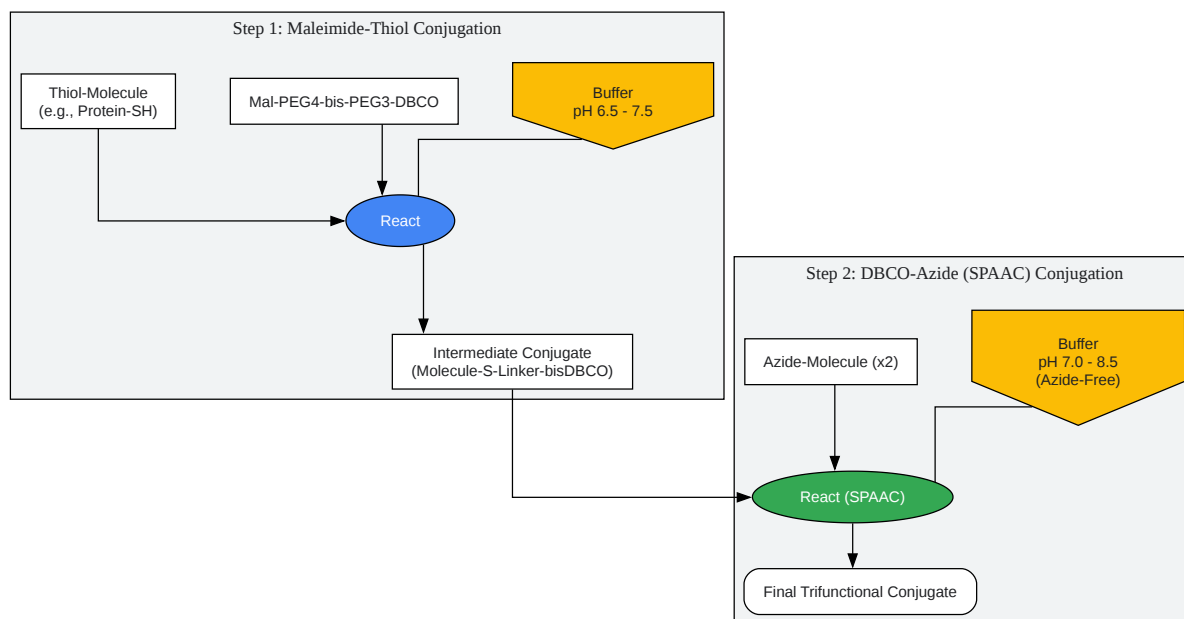 Step 1: Maleimide-Thiol Conjugation
Thiol-Molecule
(e.g., Protein-SH)
Mal-PEG4-bis-PEG3-DBCO
Buffer
pH 6.5 - 7.5
React
Intermediate Conjugate
(Molecule-S-Linker-bisDBCO)
Step 2: DBCO-Azide (SPAAC) Conjugation
Azide-Molecule (x2)
Buffer
pH 7.0 - 8.5
(Azide-Free)
React (SPAAC)
Final Trifunctional Conjugate